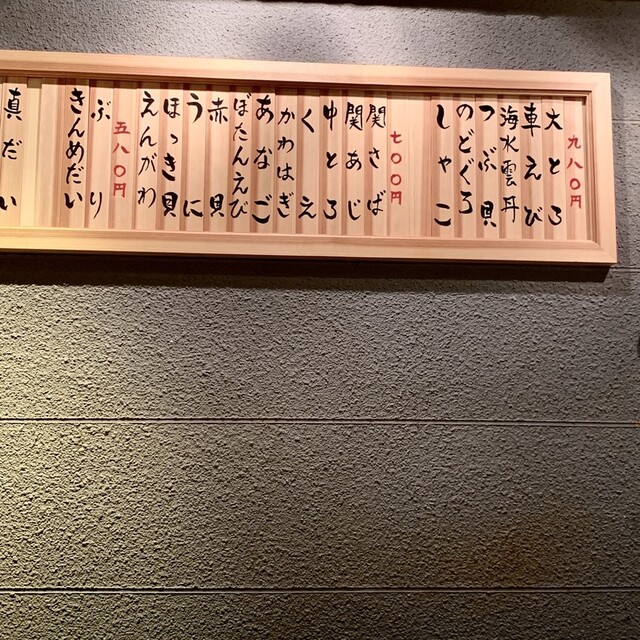 九八〇円
大とろ
車えび
海水雲丹
つぶ貝
のどぐろ
しゃこ
七〇〇円
関さば
関あじ
中とろ
くえ
かわはぎ
あなご
ぼたんえび
赤貝
うに
ほっき貝
えんがわ
五八〇円
ぶり
きんめだい
真だい